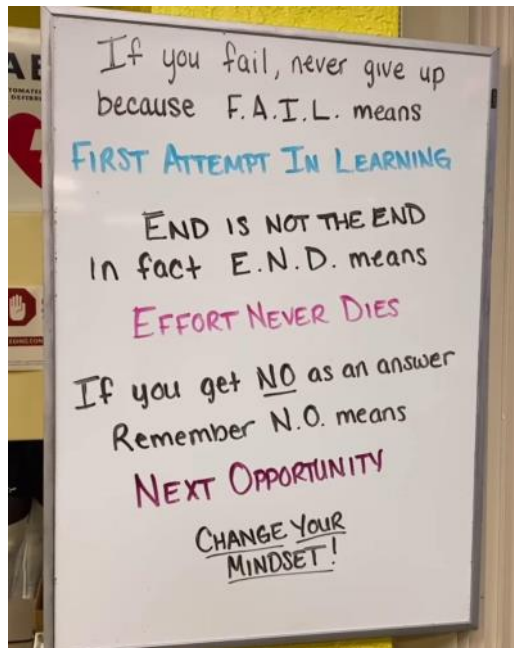 If you fail, never give up
because F.A.I.L. means
FIRST ATTEMPT IN LEARNING
END IS NOT THE END
In fact E.N.D. means
EFFORT NEVER DIES
If you get NO as an answer
Remember N.O. means
NEXT OPPORTUNITY
CHANGE YOUR
MINDSET!